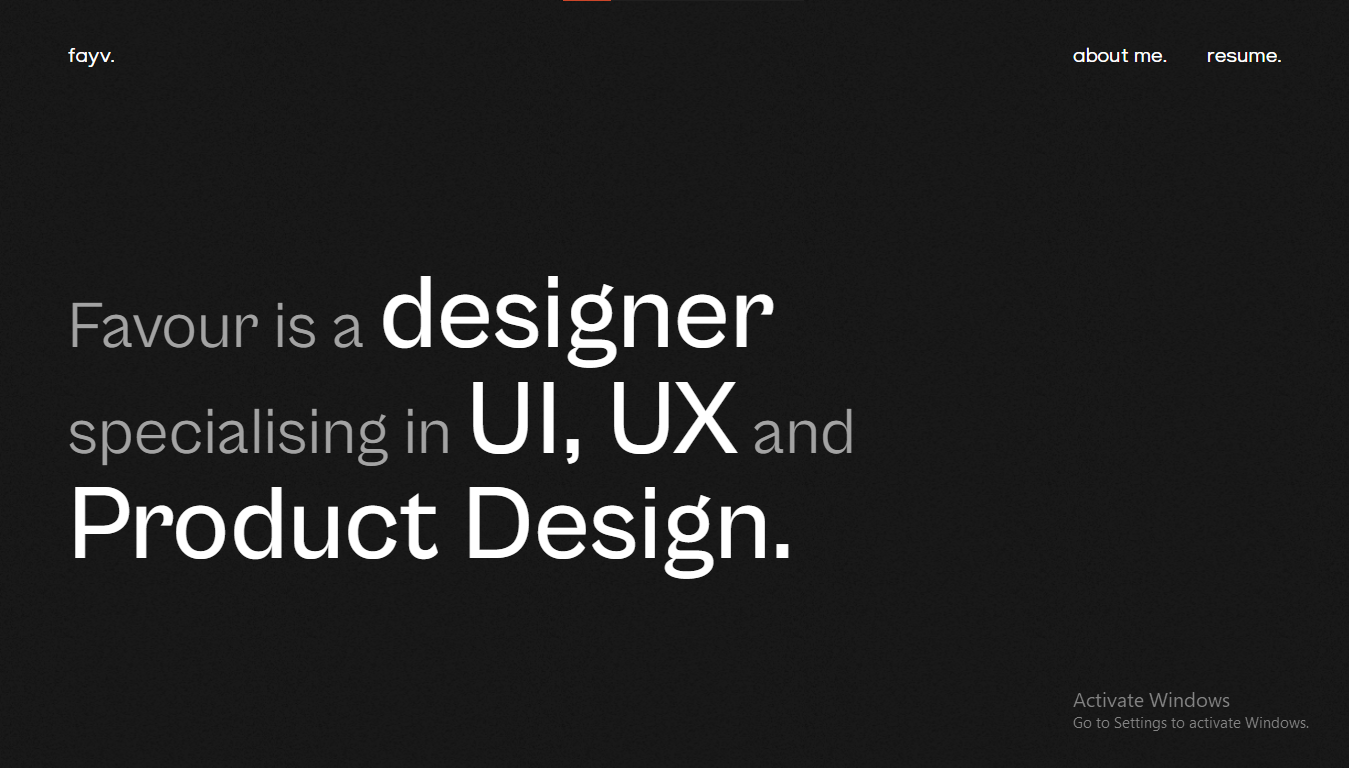 fayv.
about me.
resume.
Favour is a designer
specialising in UI, UX and
Product Design.
Activate Windows
Go to Settings to activate Windows.